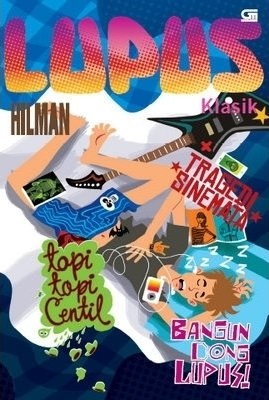 LUPUS
Klasik
HILMAN
TRAGEDI
SINEMATA
topi
topi
centil
Z Z Z Z
BANGUN
DONG
LUPUS!